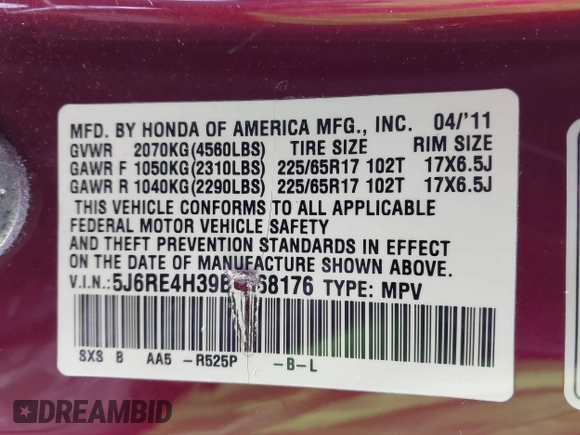 MFD. BY HONDA OF AMERICA MFG., INC. 04/'11
GVWR 2070KG(4560LBS) TIRE SIZE RIM SIZE
GAWR F 1050KG(2310LBS) 225/65R17 102T 17X6.5J
GAWR R 1040KG(2290LBS) 225/65R17 102T 17X6.5J
THIS VEHICLE CONFORMS TO ALL APPLICABLE
FEDERAL MOTOR VEHICLE SAFETY
AND THEFT PREVENTION STANDARDS IN EFFECT
ON THE DATE OF MANUFACTURE SHOWN ABOVE.
V.I.N.: TYPE: MPV
SXS B AA5 -R525P -B-L
DREAMBID